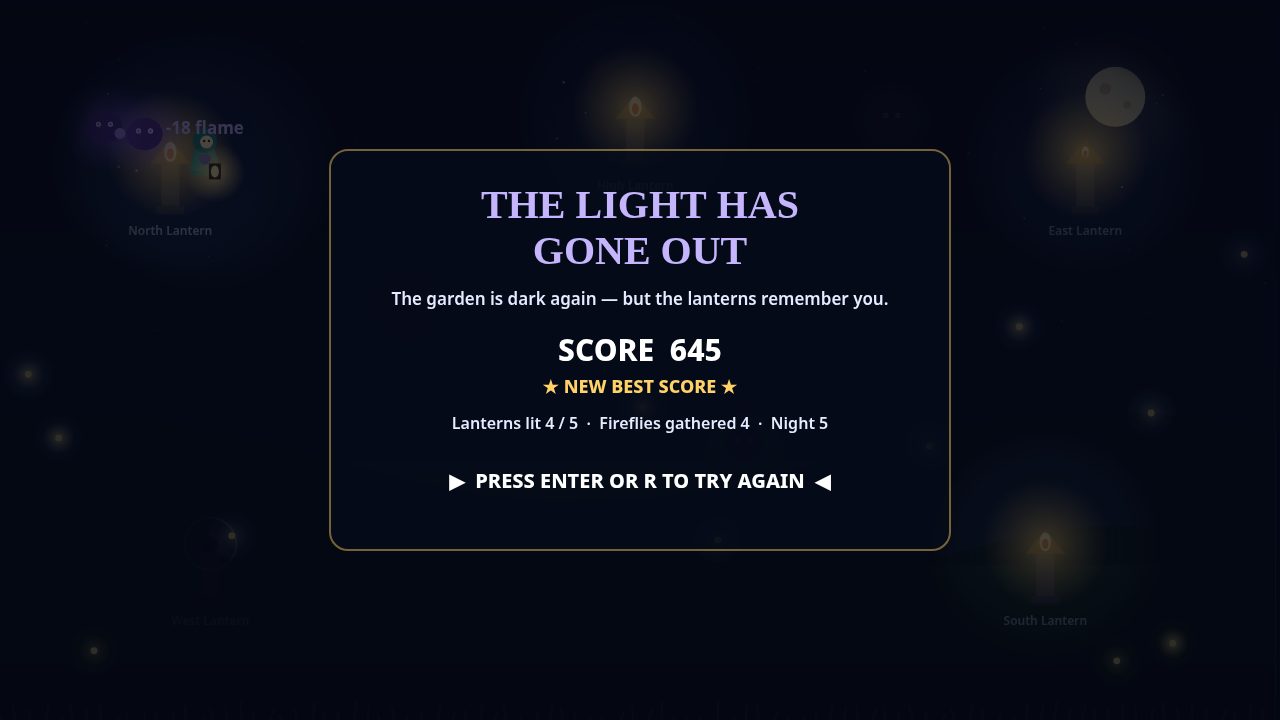 -18 flame
North Lantern
East Lantern
THE LIGHT HAS
GONE OUT
The garden is dark again — but the lanterns remember you.
SCORE 645
★ NEW BEST SCORE ★
Lanterns lit 4 / 5 · Fireflies gathered 4 · Night 5
▶ PRESS ENTER OR R TO TRY AGAIN ◀
West Lantern
South Lantern